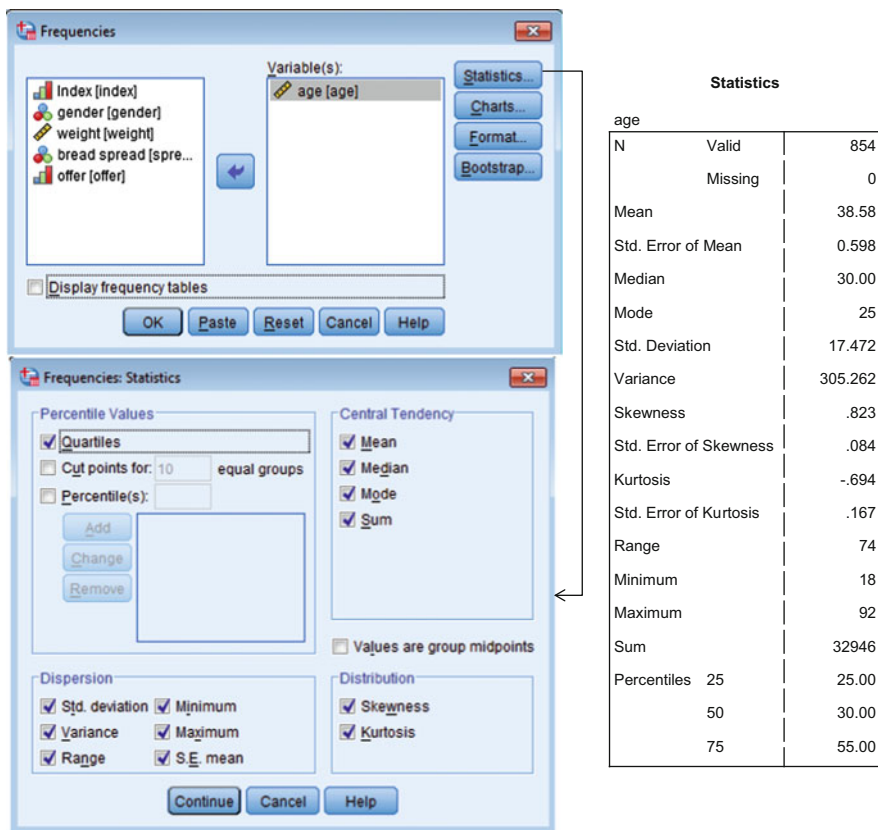 Frequencies
Index [index]
gender [gender]
weight [weight]
bread spread [spre...
offer [offer]
Variable(s):
age [age]
Statistics...
Charts...
Format...
Bootstrap...
Display frequency tables
OK Paste Reset Cancel Help
Frequencies: Statistics
Percentile Values
Quartiles
Cut points for: 10 equal groups
Percentile(s):
Add
Change
Remove
Central Tendency
Mean
Median
Mode
Sum
Values are group midpoints
Dispersion
Std. deviation Minimum
Variance Maximum
Range S.E. mean
Distribution
Skewness
Kurtosis
Continue Cancel Help
Statistics
age
N Valid 854
Missing 0
Mean 38.58
Std. Error of Mean 0.598
Median 30.00
Mode 25
Std. Deviation 17.472
Variance 305.262
Skewness .823
Std. Error of Skewness .084
Kurtosis -.694
Std. Error of Kurtosis .167
Range 74
Minimum 18
Maximum 92
Sum 32946
Percentiles 25 25.00
50 30.00
75 55.00